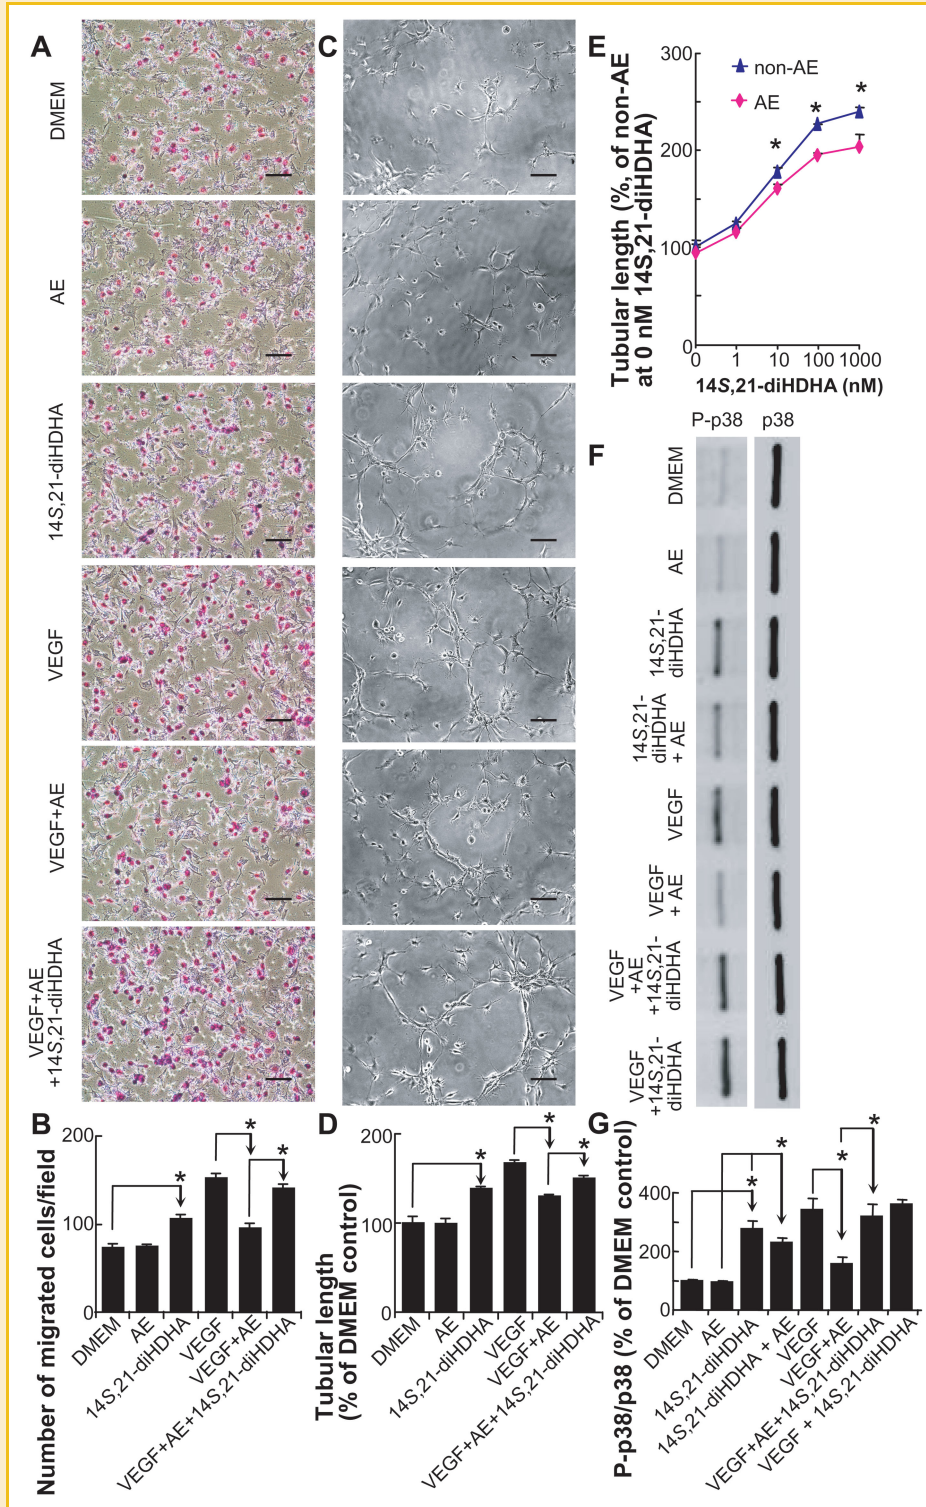 A
DMEM
AE
14S,21-diHDHA
VEGF
VEGF+AE
VEGF+AE
+14S,21-diHDHA
C
E
300
200
100
0
non-AE
AE
*
*
*
Tubular length (%, of non-AE
at 0 nM 14S,21-diHDHA)
0 1 10 100 1000
14S,21-diHDHA (nM)
F
P-p38 p38
DMEM
AE
14S,21-
diHDHA
14S,21-
diHDHA
+ AE
VEGF
VEGF
+ AE
VEGF
+AE
+14S,21-
diHDHA
VEGF
+14S,21-
diHDHA
B
Number of migrated cells/field
200
100
0
*
*
*
DMEM
AE
14S,21-diHDHA
VEGF
VEGF+AE
VEGF+AE+14S,21-diHDHA
D
Tubular length
(% of DMEM control)
200
100
0
*
*
*
DMEM
AE
14S,21-diHDHA
VEGF
VEGF+AE
VEGF+AE+14S,21-diHDHA
G
P-p38/p38 (% of DMEM control)
400
200
0
*
*
*
*
DMEM
AE
14S,21-diHDHA
14S,21-diHDHA + AE
VEGF
VEGF+AE
VEGF+AE+14S,21-diHDHA
VEGF + 14S,21-diHDHA